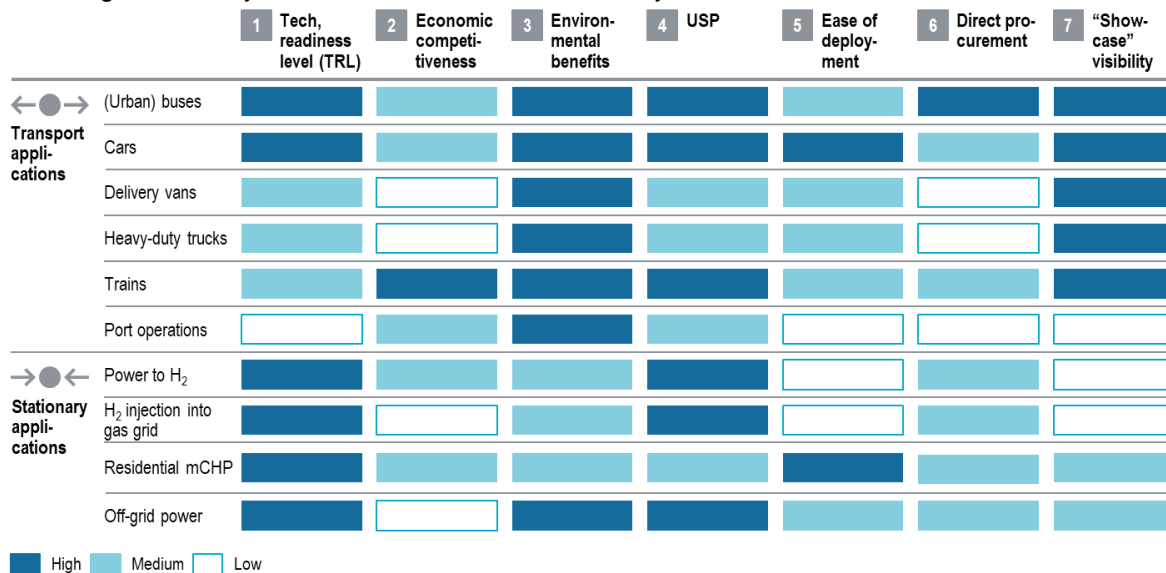 1 Tech, readiness level (TRL)
2 Economic competi-tiveness
3 Environ-mental benefits
4 USP
5 Ease of deploy-ment
6 Direct pro-curement
7 “Show-case” visibility
Transport appli-cations
(Urban) buses
Cars
Delivery vans
Heavy-duty trucks
Trains
Port operations
Stationary appli-cations
Power to H2
H2 injection into gas grid
Residential mCHP
Off-grid power
High Medium Low